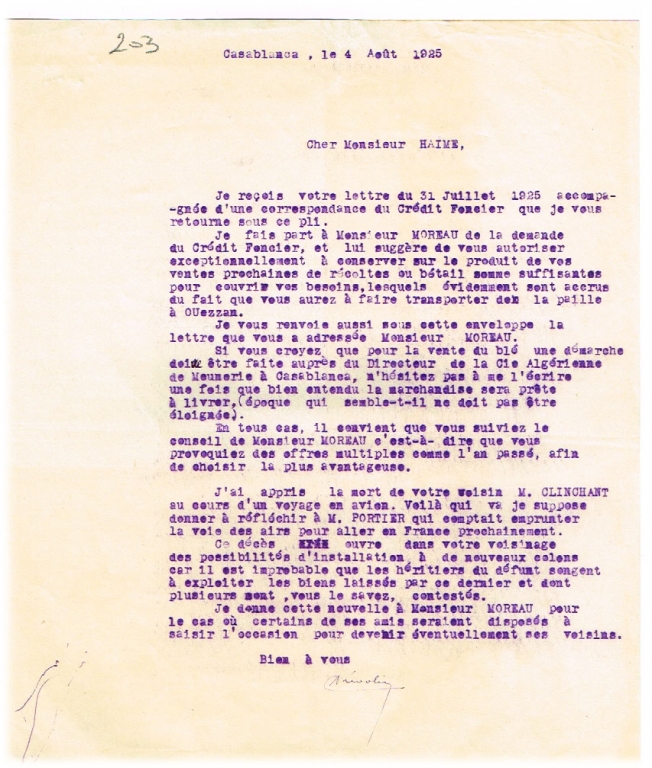 203
Casablanca , le 4 Août 1925
Cher Monsieur HAIME,
Je reçois votre lettre du 31 Juillet 1925 accompa-
-gnée d'une correspondance du Crédit Foncier que je vous
retourne sous ce pli.
Je fais part à Monsieur MOREAU de la demande
du Crédit Foncier, et lui suggère de vous autoriser
exceptionnellement à conserver sur le produit de vos
ventes prochaines de récoltes ou bétail somme suffisantes
pour couvrir vos besoins,lesquels évidemment sont accrus
du fait que vous aurez à faire transporter de la paille
à OUezzan.
Je vous renvoie aussi sous cette enveloppe la
lettre que vous a adressée Monsieur MOREAU.
Si vous croyez que pour la vente du blé une démarche
doit être faite auprès du Directeur de la Cie Algérienne
de Meunerie à Casablanca, n'hésitez pas à me l'écrire
une fois que bien entendu la marchandise sera prête
à livrer,(époque qui semble-t-il ne doit pas être
éloignée).
En tous cas, il convient que vous suiviez le
conseil de Monsieur MOREAU c'est-à- dire que vous
provoquiez des offres multiples comme l'an passé, afin
de choisir la plus avantageuse.
J'ai appris la mort de votre voisin M. CLINCHANT
au cours d'un voyage en avion. Voilà qui va je suppose
donner à réfléchir à M. PORTIER qui comptait emprunter
la voie des airs pour aller en France prochainement.
Ce décès ouvre dans votre voisinage
des possibilités d'installation à de nouveaux colons
car il est improbable que les héritiers du défunt songent
à exploiter les biens laissés par ce dernier et dont
plusieurs sont ,vous le savez, contestés.
Je donne cette nouvelle à Monsieur MOREAU pour
le cas où certains de ses amis seraient disposés à
saisir l'occasion pour devenir éventuellement ses voisins.
Bien à vous